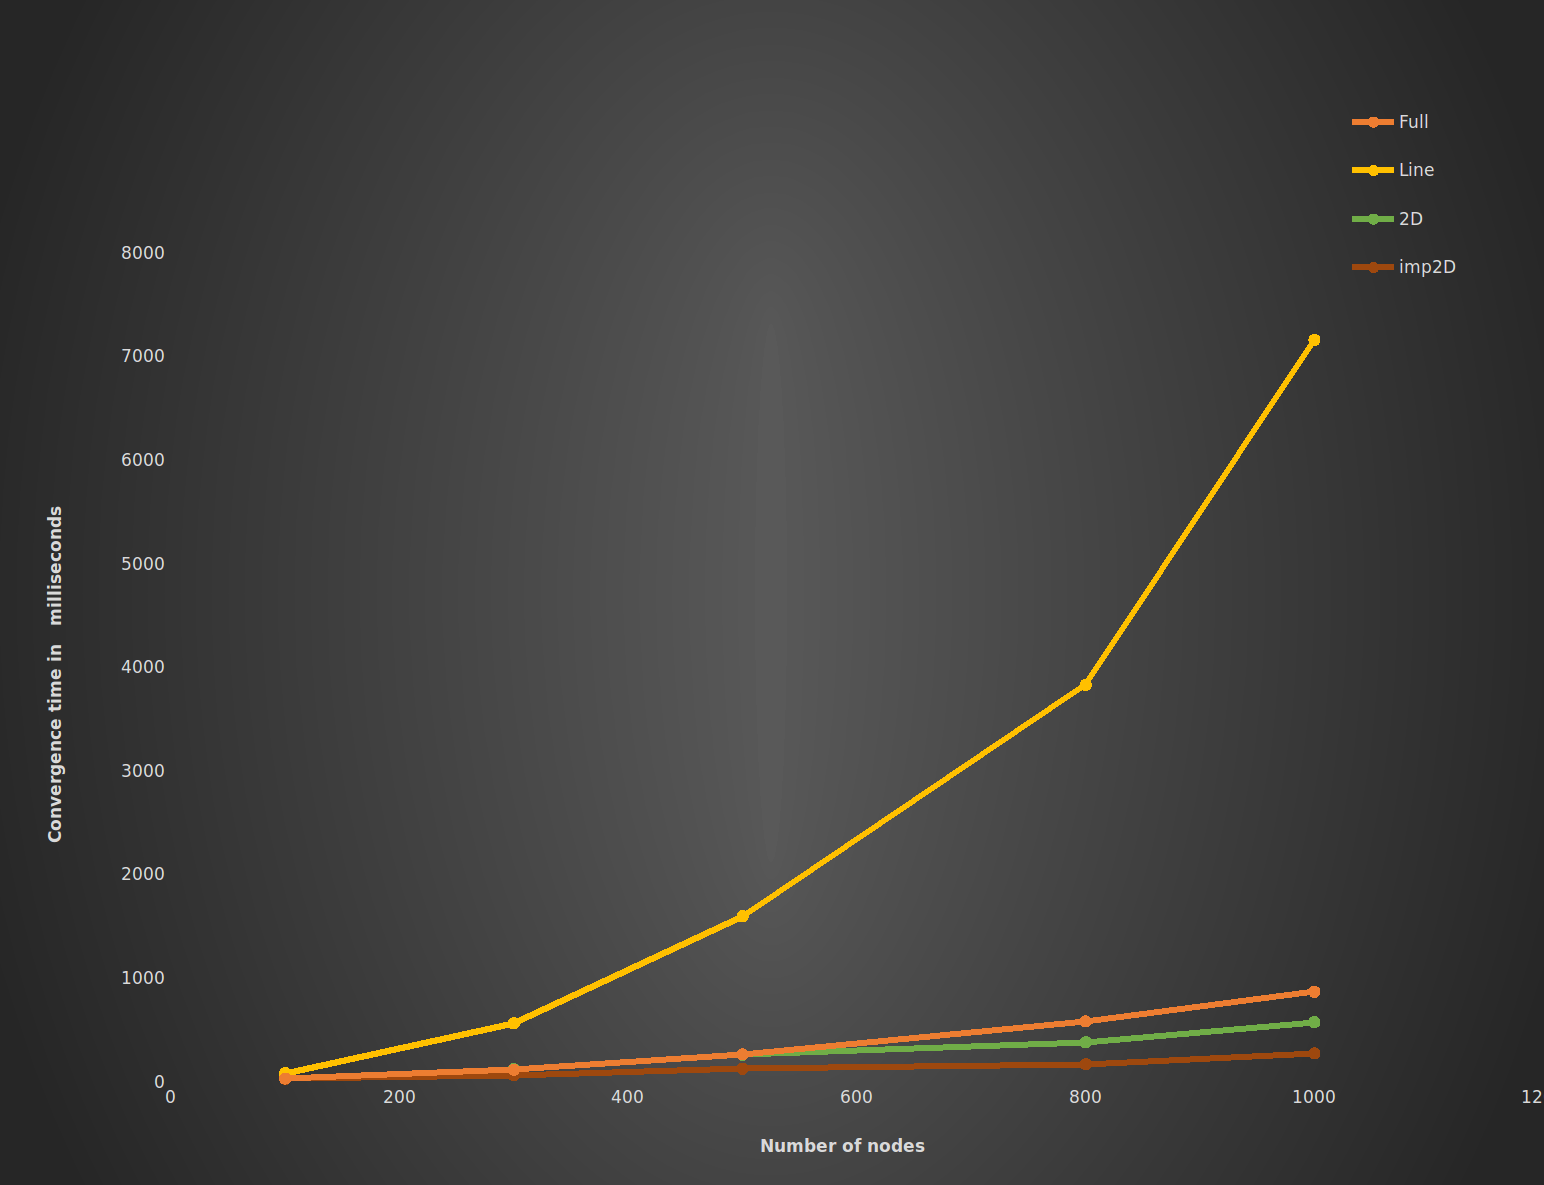 Full
Line
2D
imp2D
8000
7000
6000
5000
4000
3000
2000
1000
0
Convergence time in   milliseconds
0 200 400 600 800 1000 12
Number of nodes